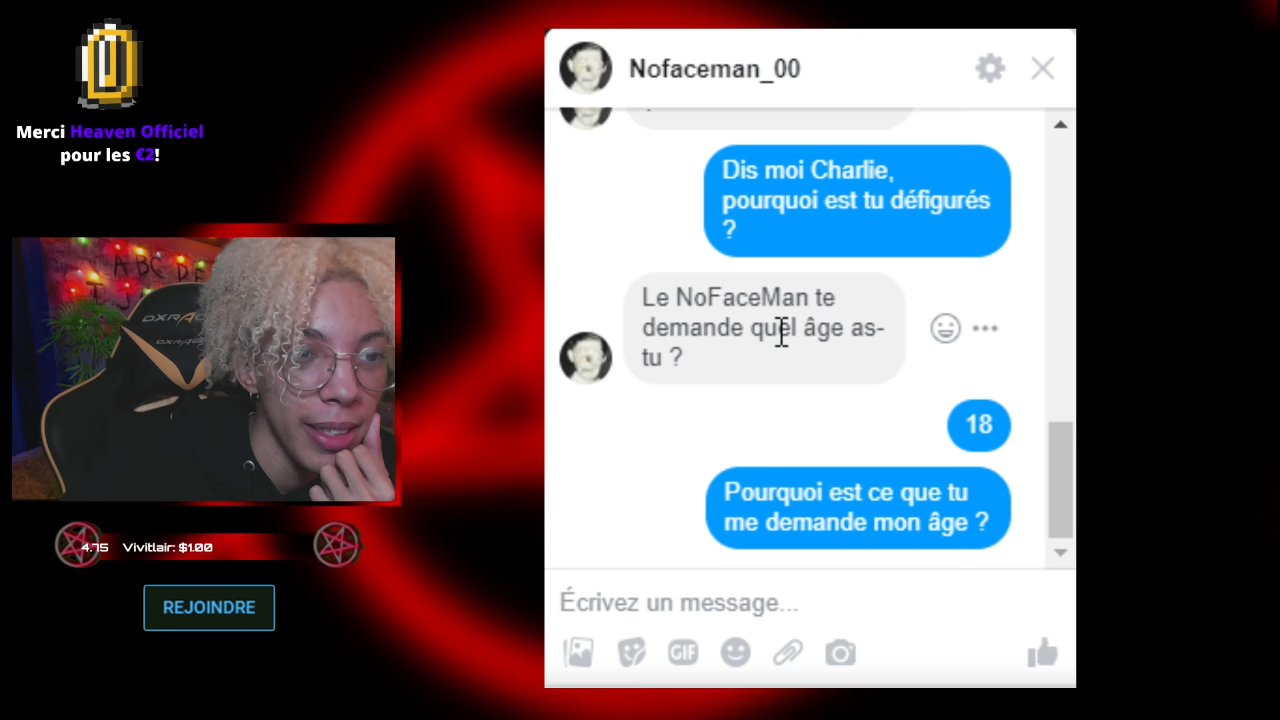 Merci Heaven Officiel
pour les €2!
A B C D E
T J
DXRA
DXRA
4.75 Vivitlair: $1.00
REJOINDRE
Nofaceman_00
Dis moi Charlie,
pourquoi est tu défigurés
?
Le NoFaceMan te
demande quel âge as-
tu ?
18
Pourquoi est ce que tu
me demande mon âge ?
Écrivez un message...
GIF